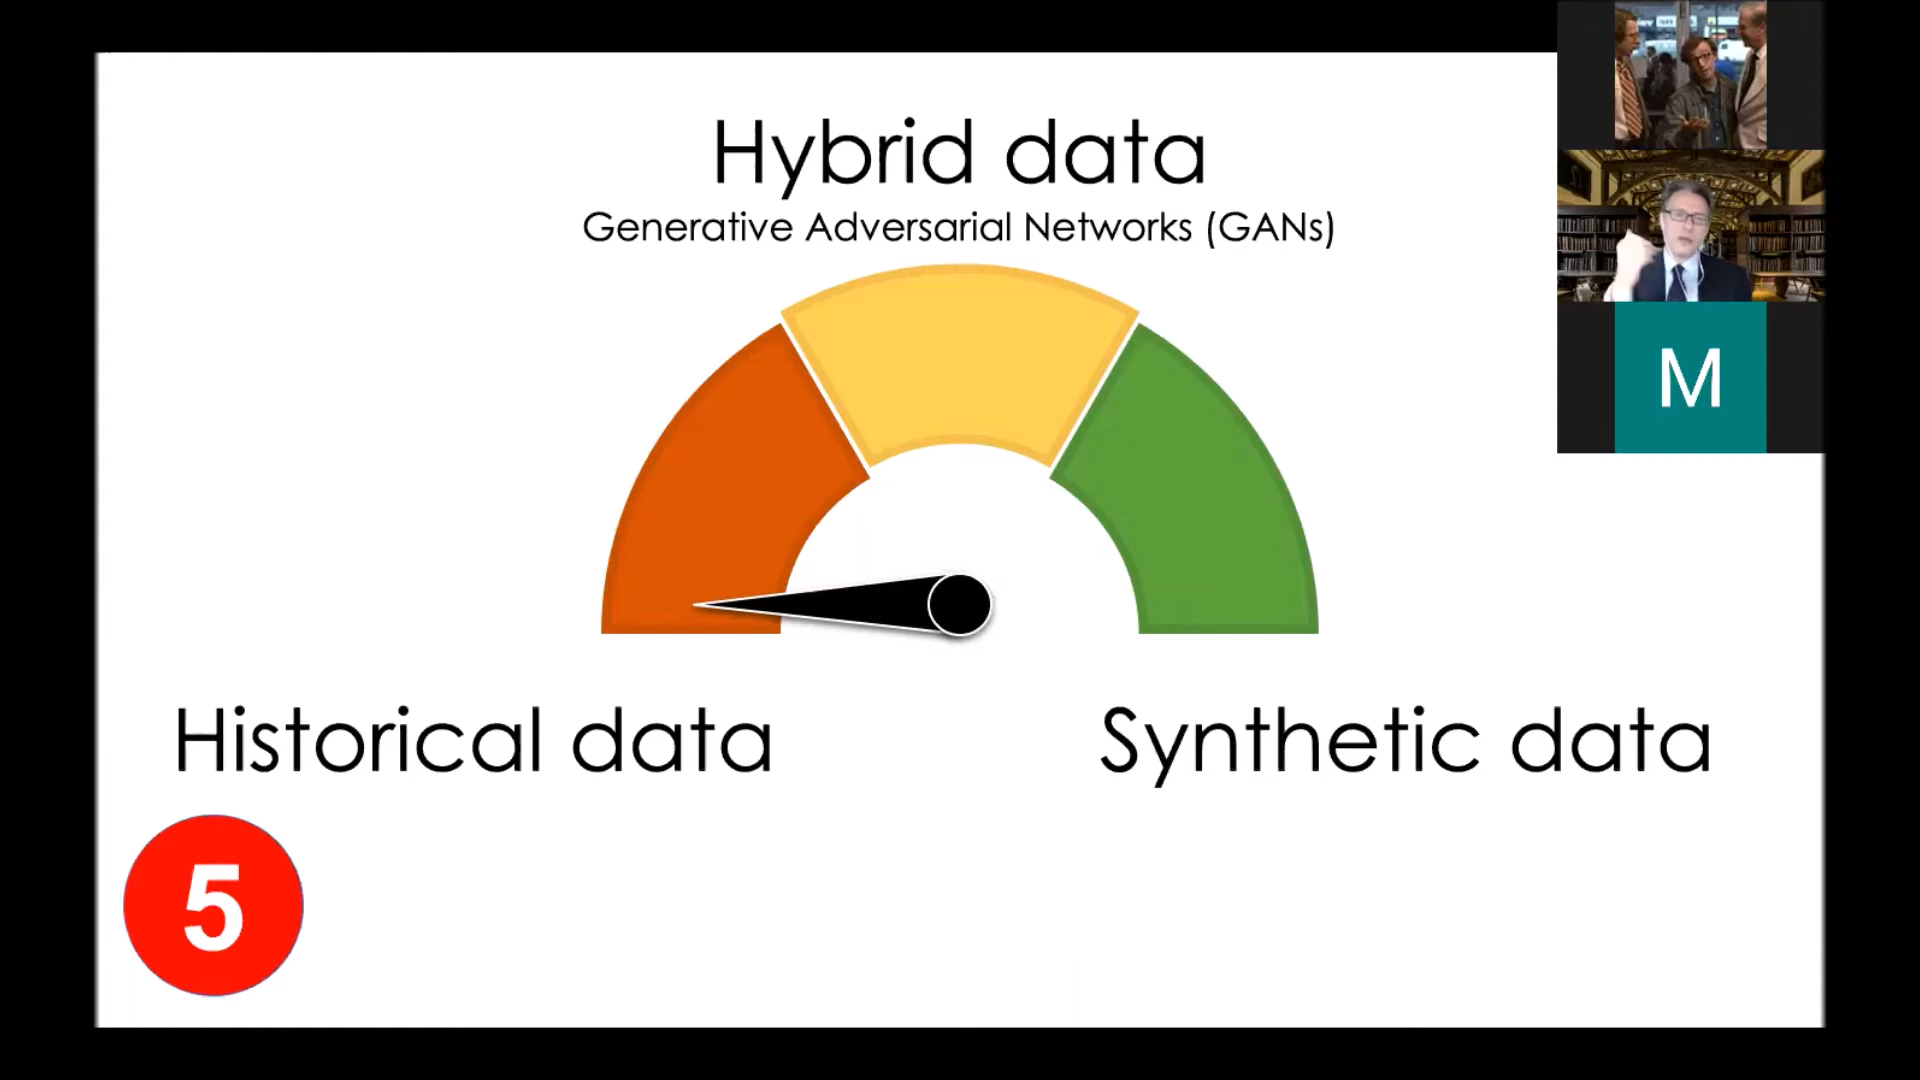 Hybrid data
Generative Adversarial Networks (GANs)
M
Historical data
Synthetic data
5